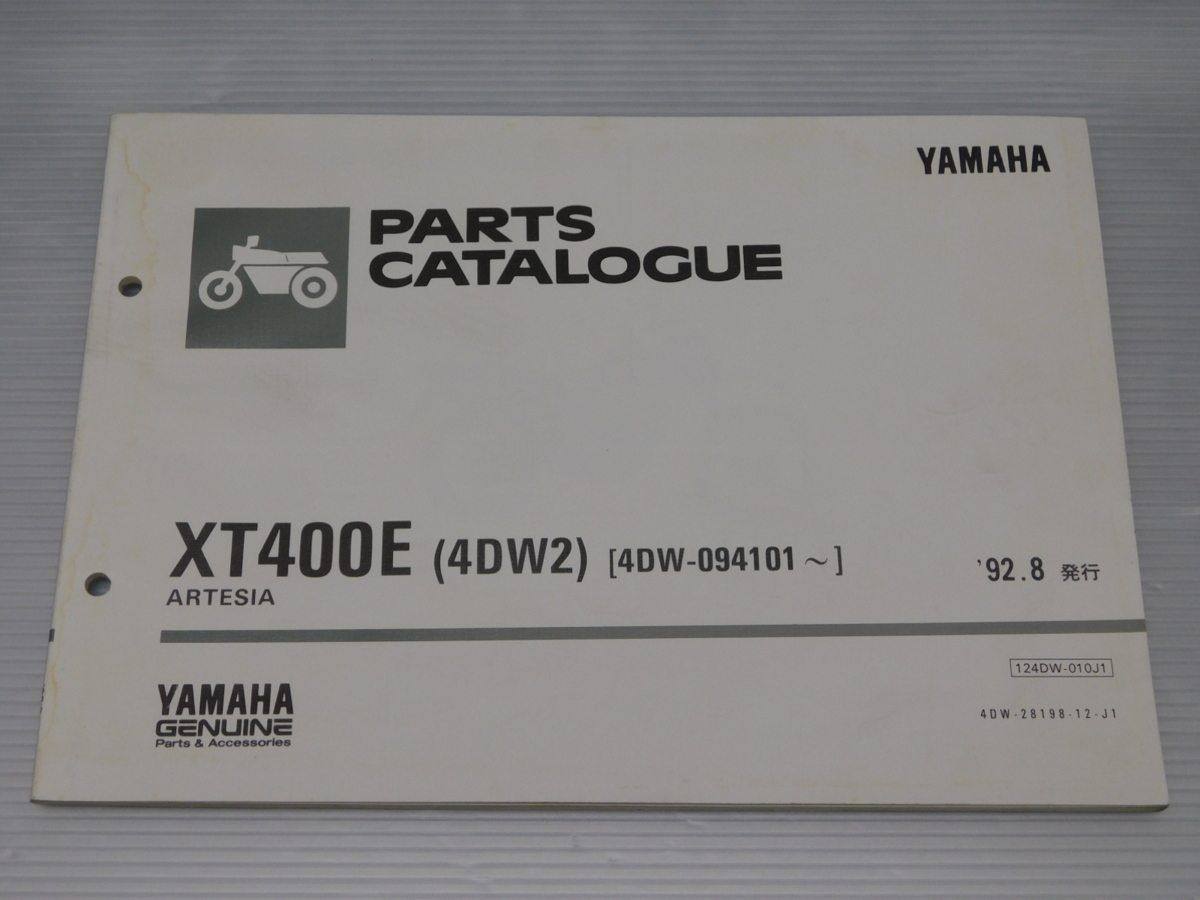 YAMAHA
PARTS
CATALOGUE
XT400E (4DW2) [4DW-094101～]
ARTESIA
'92.8 発行
124DW-010J1
4DW-28198-12-J1
YAMAHA
GENUINE
Parts & Accessories